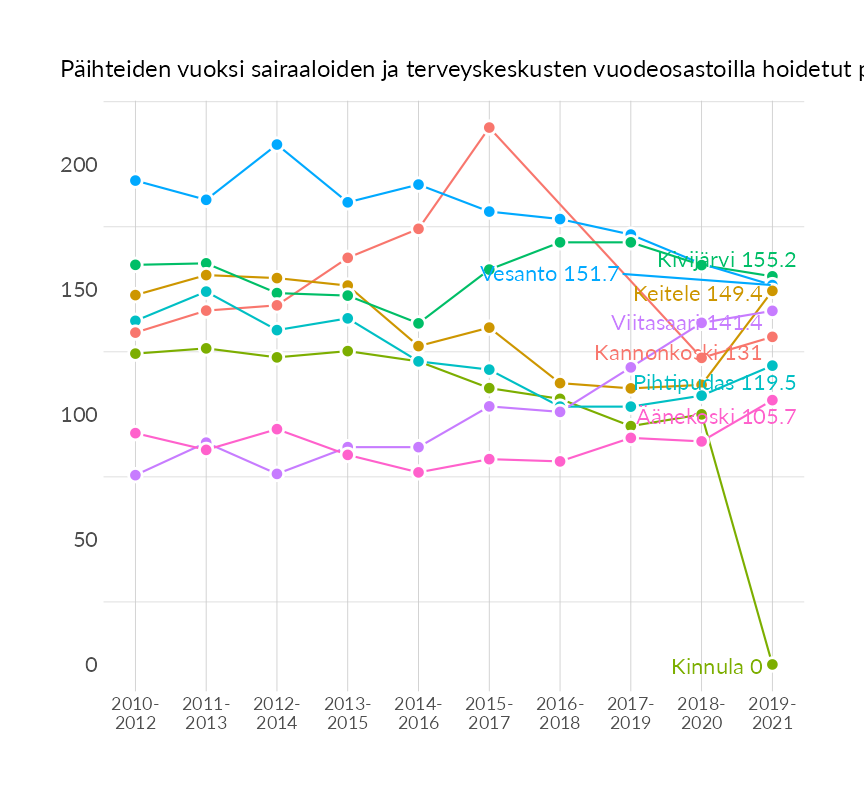 Päihteiden vuoksi sairaaloiden ja terveyskeskusten vuodeosastoilla hoidetut
200
150
100
50
0
Kivijärvi 155.2
Vesanto 151.7
Keitele 149.4
Viitasaari 141.4
Kannonkoski 131
Pihtipudas 119.5
Äänekoski 105.7
Kinnula 0
2010-2012
2011-2013
2012-2014
2013-2015
2014-2016
2015-2017
2016-2018
2017-2019
2018-2020
2019-2021